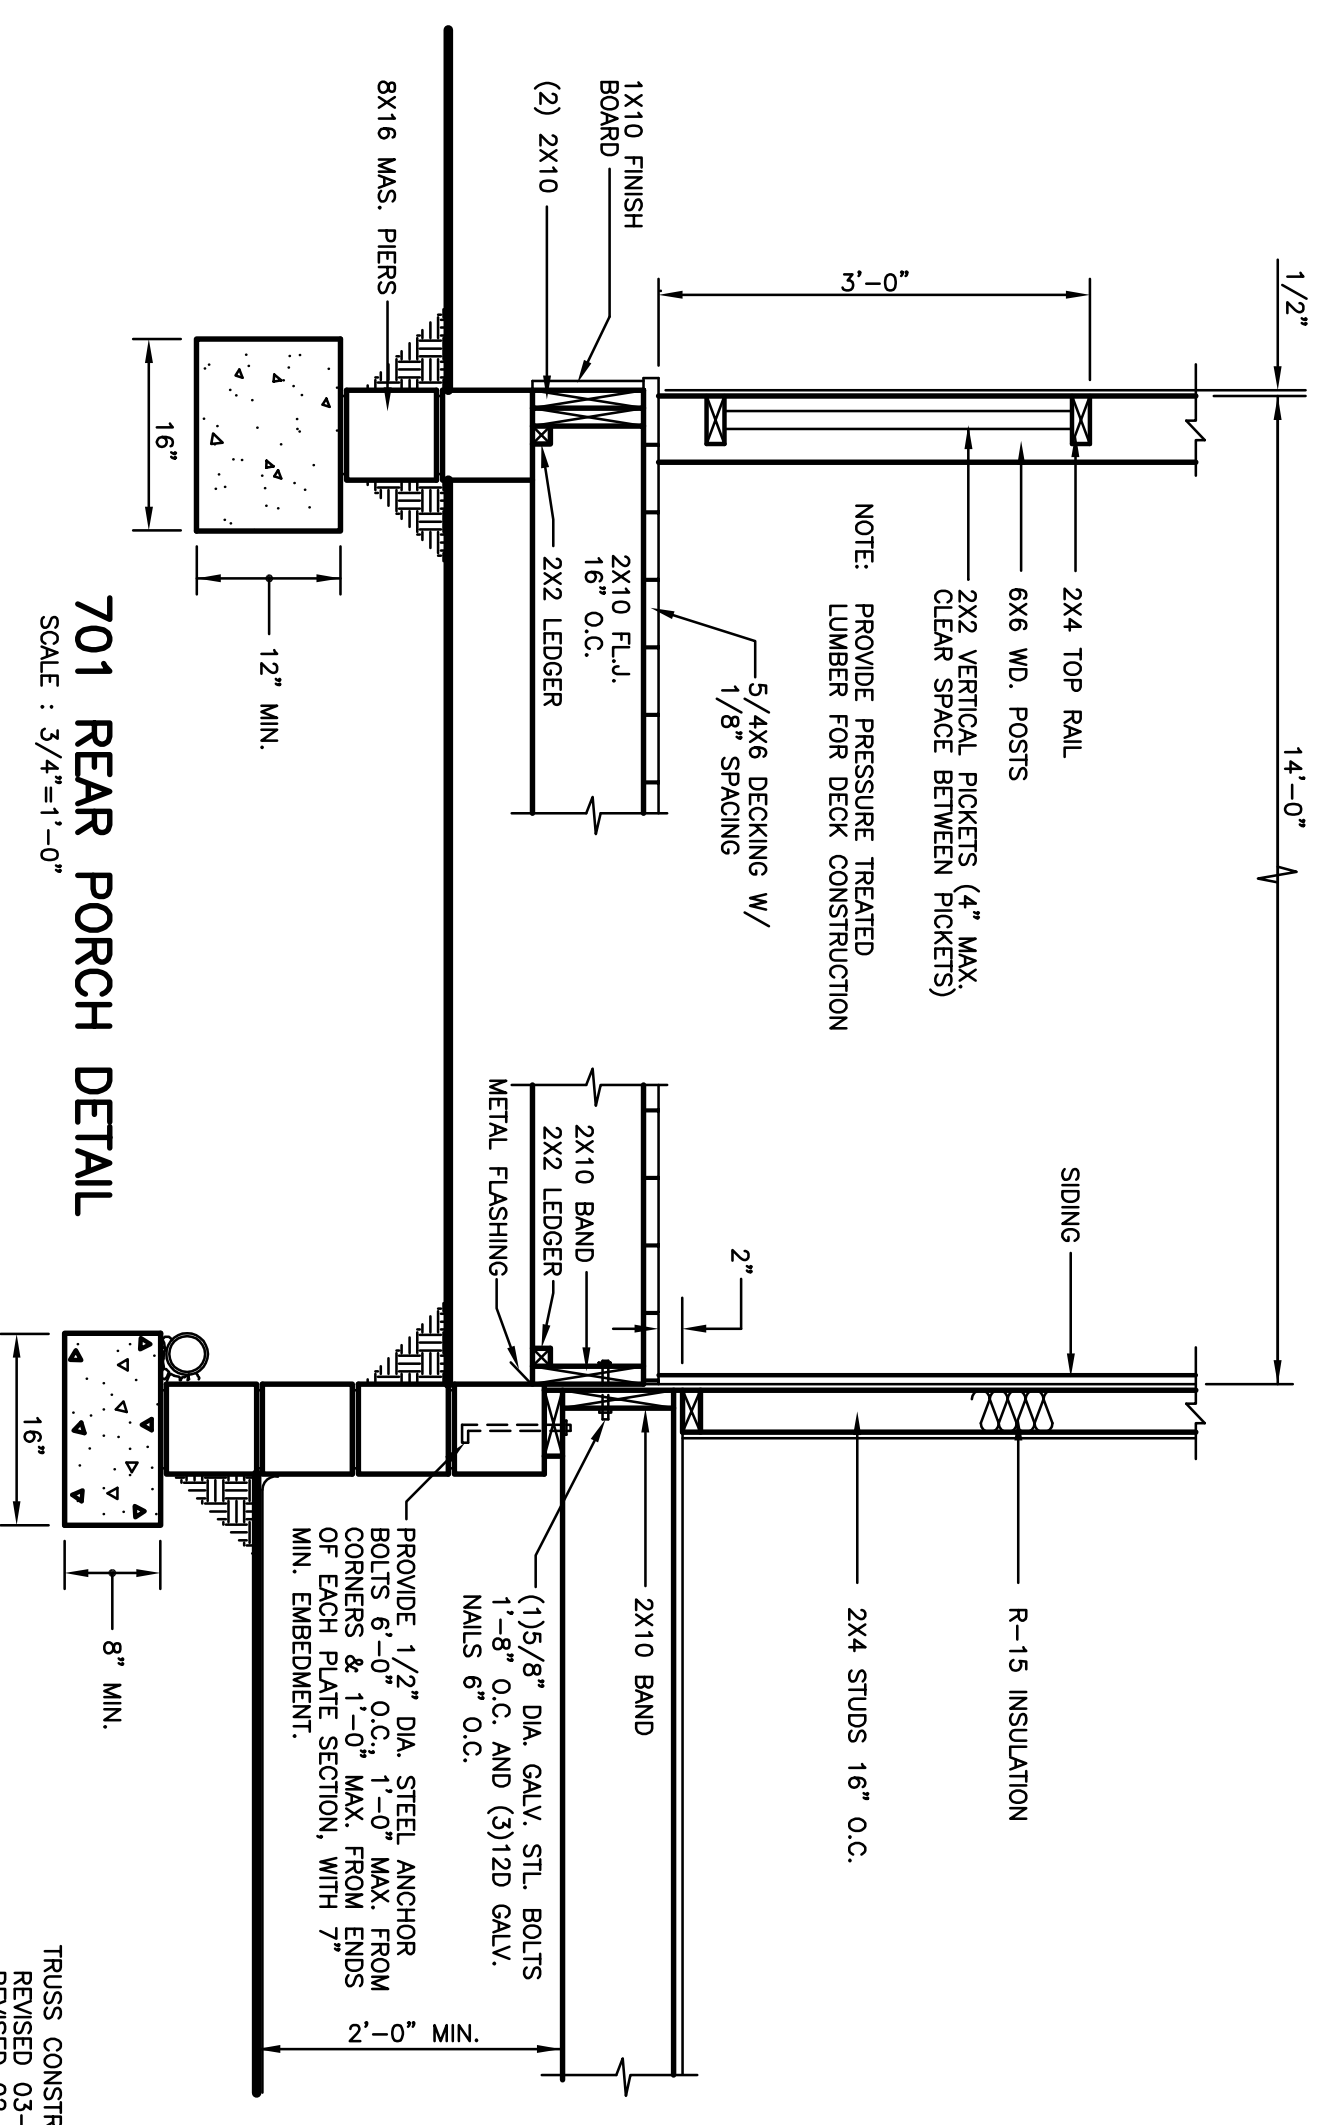 1/2"
14'-0"
3'-0"
2X4 TOP RAIL
6X6 WD. POSTS
2X2 VERTICAL PICKETS (4" MAX.
CLEAR SPACE BETWEEN PICKETS)
NOTE: PROVIDE PRESSURE TREATED
LUMBER FOR DECK CONSTRUCTION
5/4X6 DECKING W/
1/8" SPACING
1X10 FINISH
BOARD
(2) 2X10
2X10 FL.J.
16" O.C.
2X2 LEDGER
8X16 MAS. PIERS
16"
12" MIN.
SIDING
2"
2X10 BAND
2X2 LEDGER
METAL FLASHING
R-15 INSULATION
2X4 STUDS 16" O.C.
2X10 BAND
(1)5/8" DIA. GALV. STL. BOLTS
1'-8" O.C. AND (3)12D GALV.
NAILS 6" O.C.
PROVIDE 1/2" DIA. STEEL ANCHOR
BOLTS 6'-0" O.C., 1'-0" MAX. FROM
CORNERS & 1'-0" MAX. FROM ENDS
OF EACH PLATE SECTION, WITH 7"
MIN. EMBEDMENT.
2'-0" MIN.
8" MIN.
16"
701 REAR PORCH DETAIL
SCALE : 3/4"=1'-0"
TRUSS
REVISED 03-
REVISED